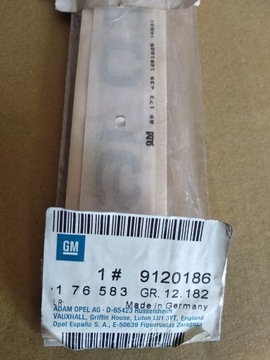 GM
1 # 9120186
1 76 583 GR. 12.182
Made in Germany
ADAM OPEL AG · D-65423 Rüsselsheim
VAUXHALL, Griffin House, Luton LU1.3YT, England
Opel España S. A., E-50639 Figueruelas Zaragoza